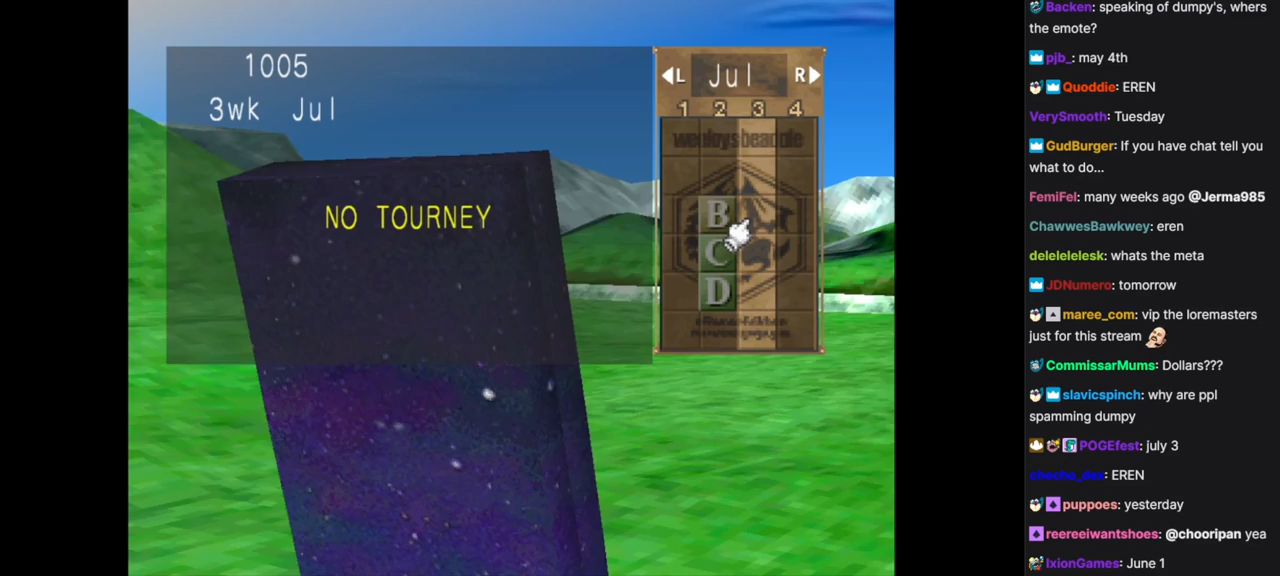 1005
3wk Jul
NO TOURNEY
L Jul R
1 2 3 4
B
C
D
Backen: speaking of dumpy's, whers
the emote?
pjb_: may 4th
Quoddie: EREN
VerySmooth: Tuesday
GudBurger: If you have chat tell you
what to do...
FemiFel: many weeks ago @Jerma985
ChawwesBawkwey: eren
delelelelesk: whats the meta
JDNumero: tomorrow
maree_com: vip the loremasters
just for this stream
CommissarMums: Dollars???
slavicspinch: why are ppl
spamming dumpy
POGEfest: july 3
checho_dex: EREN
puppoes: yesterday
reereeiwantshoes: @chooripan yea
IxionGames: June 1